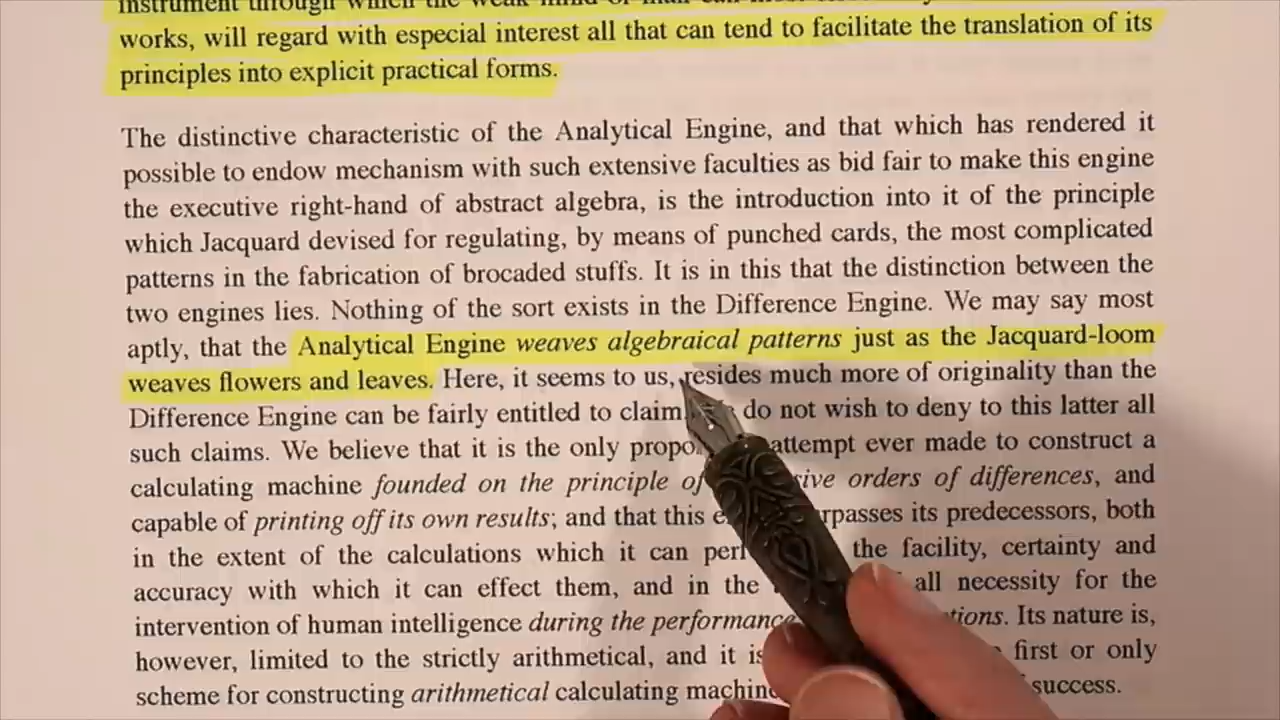 instrument through which the weak mind of man can most
works, will regard with especial interest all that can tend to facilitate the translation of its
principles into explicit practical forms.
The distinctive characteristic of the Analytical Engine, and that which has rendered it
possible to endow mechanism with such extensive faculties as bid fair to make this engine
the executive right-hand of abstract algebra, is the introduction into it of the principle
which Jacquard devised for regulating, by means of punched cards, the most complicated
patterns in the fabrication of brocaded stuffs. It is in this that the distinction between the
two engines lies. Nothing of the sort exists in the Difference Engine. We may say most
aptly, that the Analytical Engine weaves algebraical patterns just as the Jacquard-loom
weaves flowers and leaves. Here, it seems to us, resides much more of originality than the
Difference Engine can be fairly entitled to claim. do not wish to deny to this latter all
such claims. We believe that it is the only attempt ever made to construct a
calculating machine founded on the principle of orders of differences, and
capable of printing off its own results; and that this its predecessors, both
in the extent of the calculations which it can the facility, certainty and
accuracy with which it can effect them, and in the all necessity for the
intervention of human intelligence during the performance Its nature is,
however, limited to the strictly arithmetical, and it is first or only
scheme for constructing arithmetical calculating success.